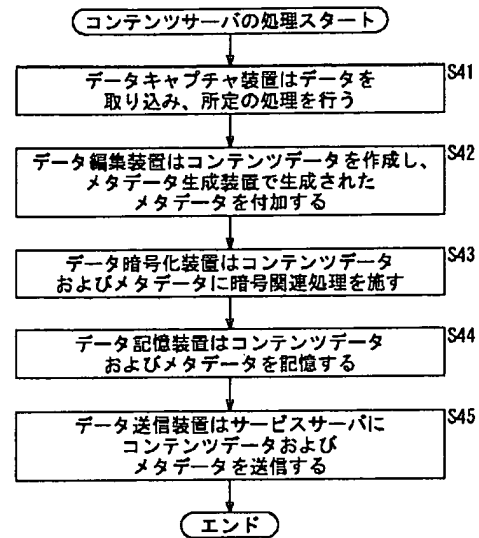 コンテンツサーバの処理スタート
S41
データキャプチャ装置はデータを
取り込み、所定の処理を行う
S42
データ編集装置はコンテンツデータを作成し、
メタデータ生成装置で生成された
メタデータを付加する
S43
データ暗号化装置はコンテンツデータ
およびメタデータに暗号関連処理を施す
S44
データ記憶装置はコンテンツデータ
およびメタデータを記憶する
S45
データ送信装置はサービスサーバに
コンテンツデータおよび
メタデータを送信する
エンド